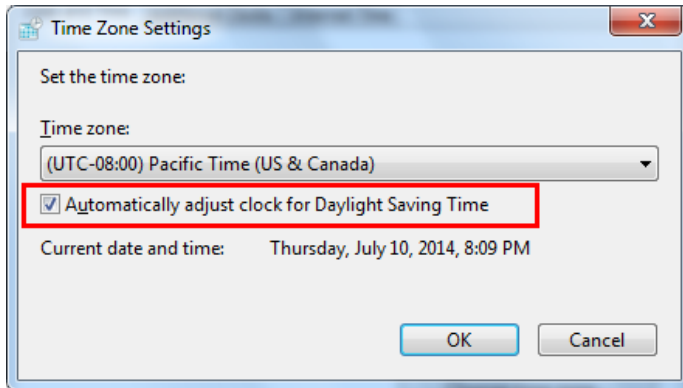 Time Zone Settings
Set the time zone:
Time zone:
(UTC-08:00) Pacific Time (US & Canada)
Automatically adjust clock for Daylight Saving Time
Current date and time: Thursday, July 10, 2014, 8:09 PM
OK Cancel